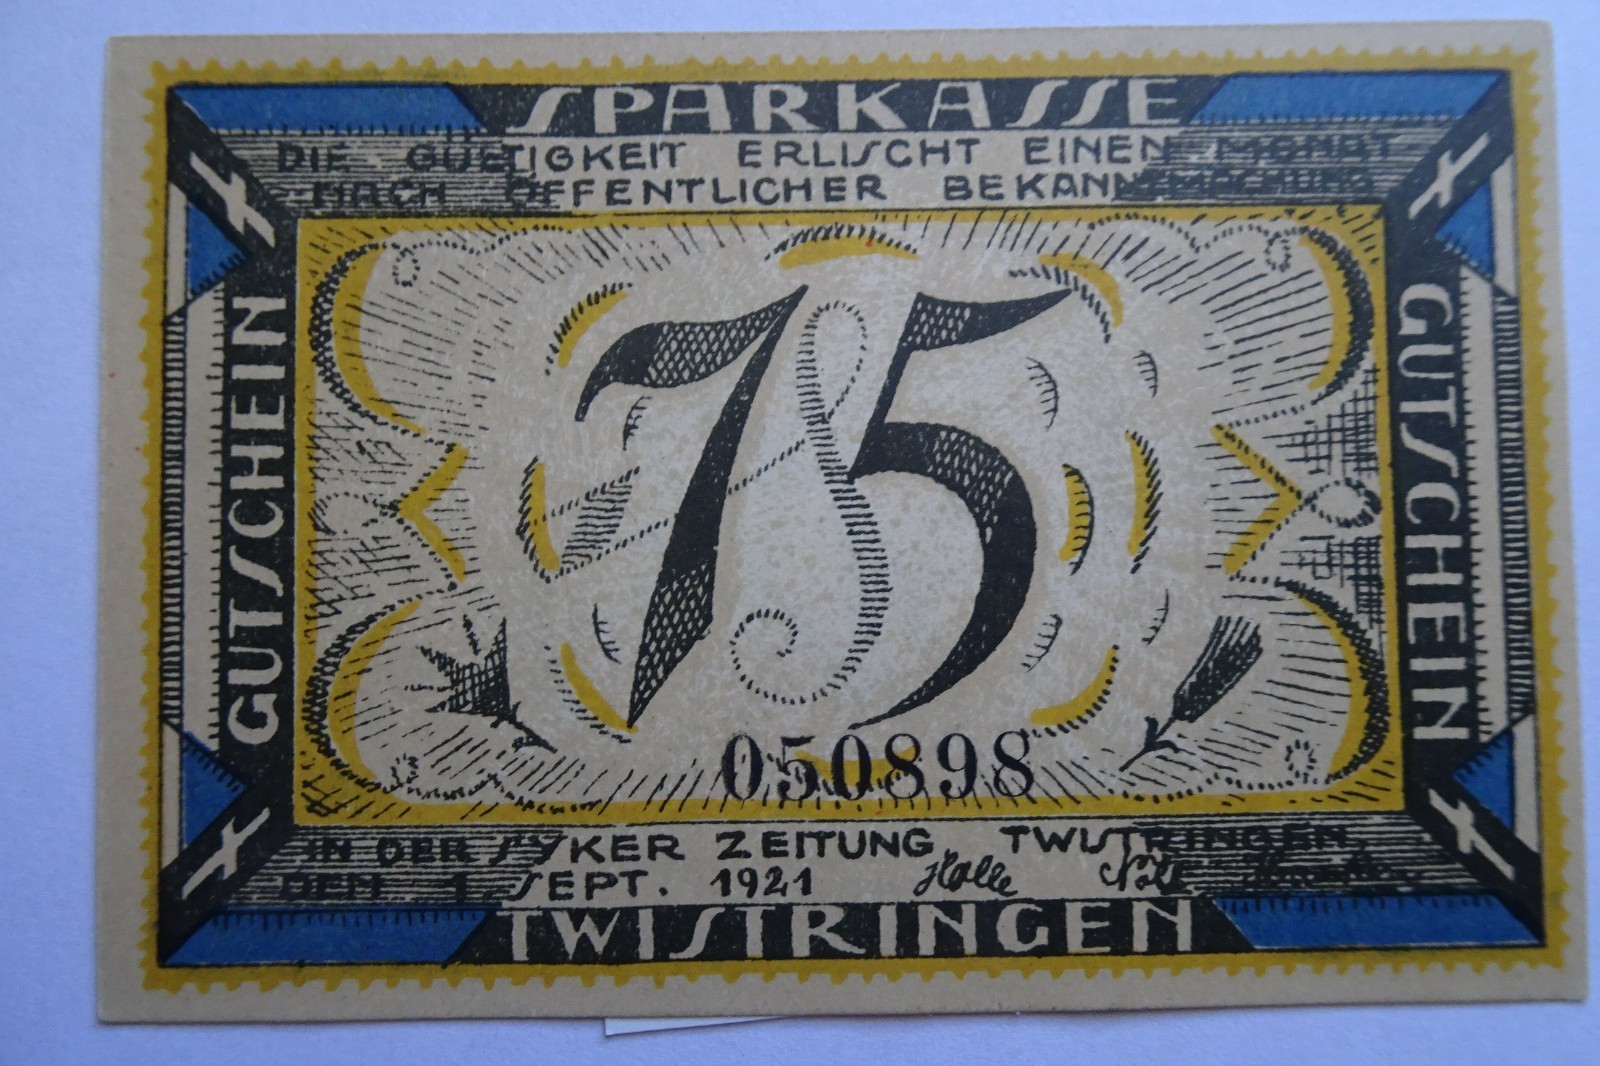 SPARKASSE
DIE GÜLTIGKEIT ERLISCHT EINEN MONAT
NACH ÖFFENTLICHER BEKANNTMACHUNG
GUTSCHEIN
75
GUTSCHEIN
050898
IN DER SYKER ZEITUNG, TWISTRINGEN,
DEN 1. SEPT. 1921
TWISTRINGEN